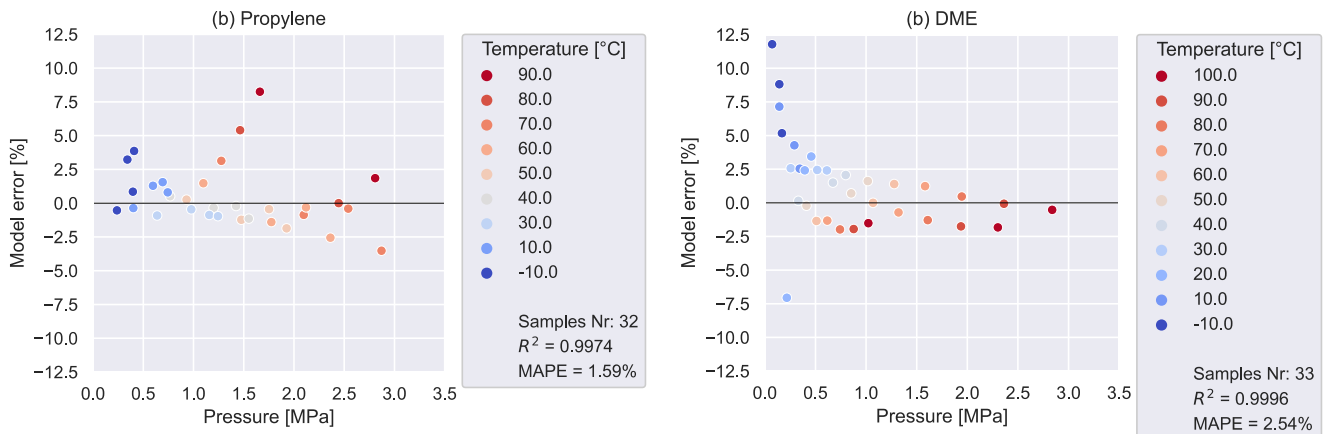 (b) Propylene
12.5
10.0
7.5
5.0
2.5
0.0
−2.5
−5.0
−7.5
−10.0
−12.5
Model error [%]
0.0 0.5 1.0 1.5 2.0 2.5 3.0 3.5
Pressure [MPa]
Temperature [°C]
90.0
80.0
70.0
60.0
50.0
40.0
30.0
10.0
-10.0
Samples Nr: 32
R² = 0.9974
MAPE = 1.59%
(b) DME
12.5
10.0
7.5
5.0
2.5
0.0
−2.5
−5.0
−7.5
−10.0
−12.5
Model error [%]
0.0 0.5 1.0 1.5 2.0 2.5 3.0 3.5
Pressure [MPa]
Temperature [°C]
100.0
90.0
80.0
70.0
60.0
50.0
40.0
30.0
20.0
10.0
-10.0
Samples Nr: 33
R² = 0.9996
MAPE = 2.54%